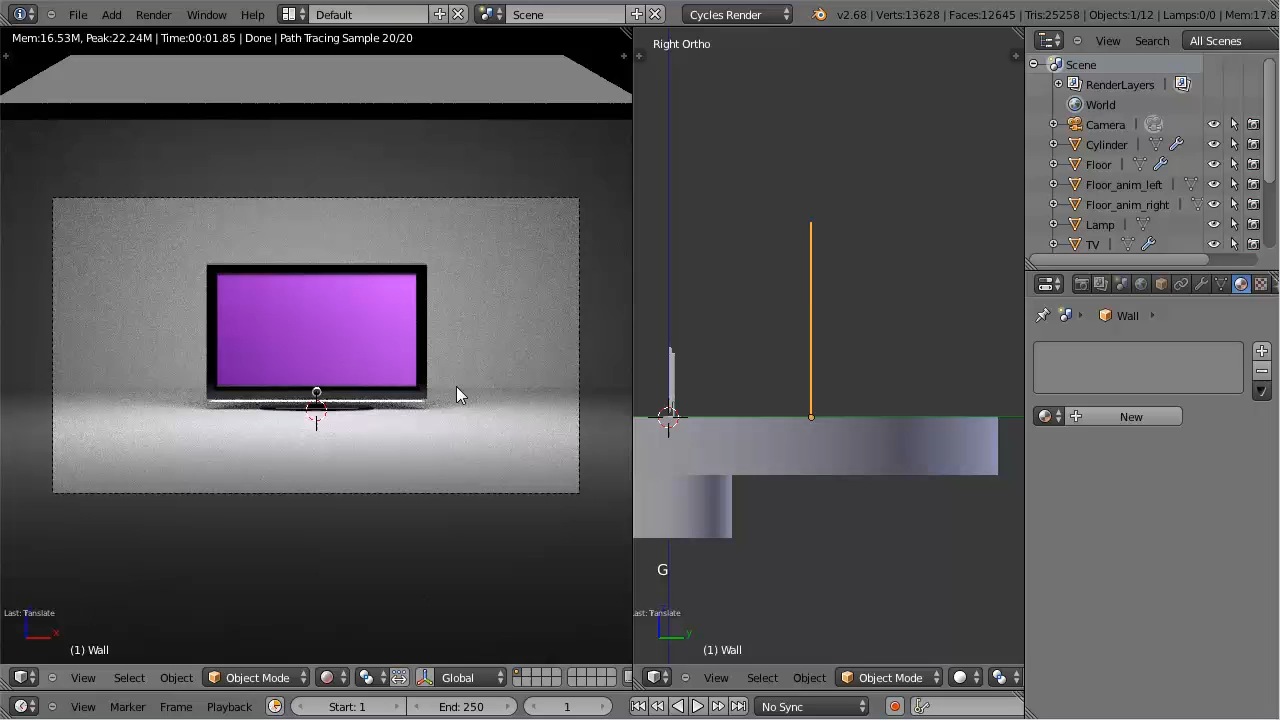 File Add Render Window Help Default Scene Cycles Render v2.68 | Verts:13628 | Faces:12645 | Tris:25258 | Objects:1/12 | Lamps:0/0 | Mem:17.8
Mem:16.53M, Peak:22.24M | Time:00:01.85 | Done | Path Tracing Sample 20/20
Right Ortho
View Search All Scenes
Scene
RenderLayers |
World
Camera |
Cylinder |
Floor |
Floor_anim_left |
Floor_anim_right |
Lamp |
TV |
Wall
New
G
Last: Translate
ast: Translate
x
y
(1) Wall
(1) Wall
View Select Object Object Mode Global
View Select Object Object Mode
View Marker Frame Playback Start: 1 End: 250 1 No Sync